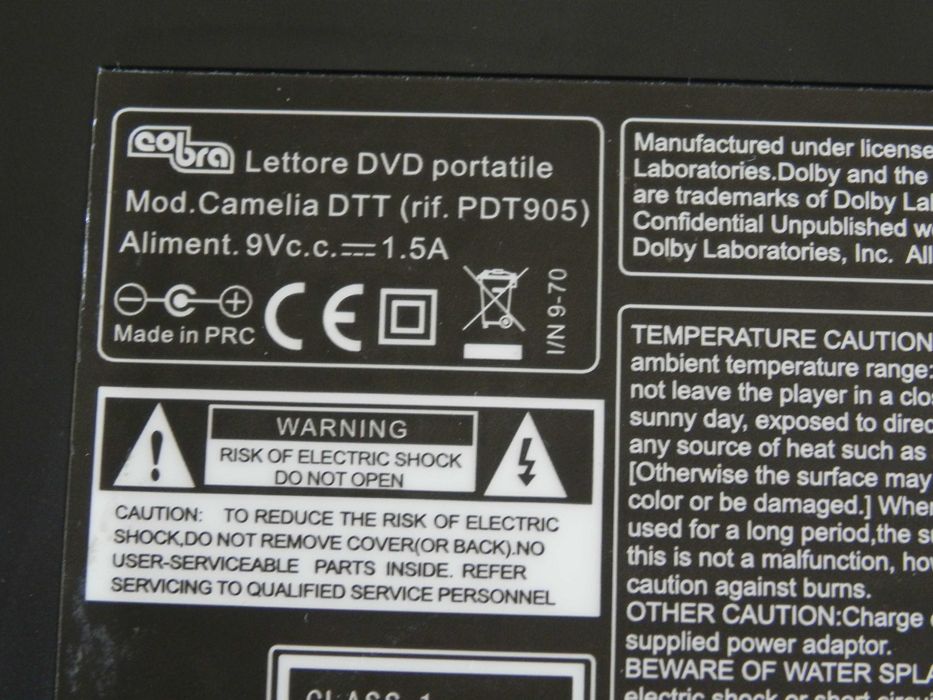 cobra Lettore DVD portatile
Mod.Camelia DTT (rif. PDT905)
Aliment. 9Vc.c. 1.5A
Made in PRC
I/N 9-70
WARNING
RISK OF ELECTRIC SHOCK
DO NOT OPEN
CAUTION: TO REDUCE THE RISK OF ELECTRIC
SHOCK,DO NOT REMOVE COVER(OR BACK).NO
USER-SERVICEABLE PARTS INSIDE. REFER
SERVICING TO QUALIFIED SERVICE PERSONNEL
CLASS 1
Manufactured under license
Laboratories.Dolby and the
are trademarks of Dolby
Confidential Unpublished
Dolby Laboratories, Inc. All
TEMPERATURE CAUTION
ambient temperature range:
not leave the player in a
sunny day, exposed to
any source of heat such as
[Otherwise the surface may
color or be damaged.]
used for a long period,the
this is not a malfunction,
caution against burns.
OTHER CAUTION:Charge
supplied power adaptor.
BEWARE OF WATER
electric shock or short